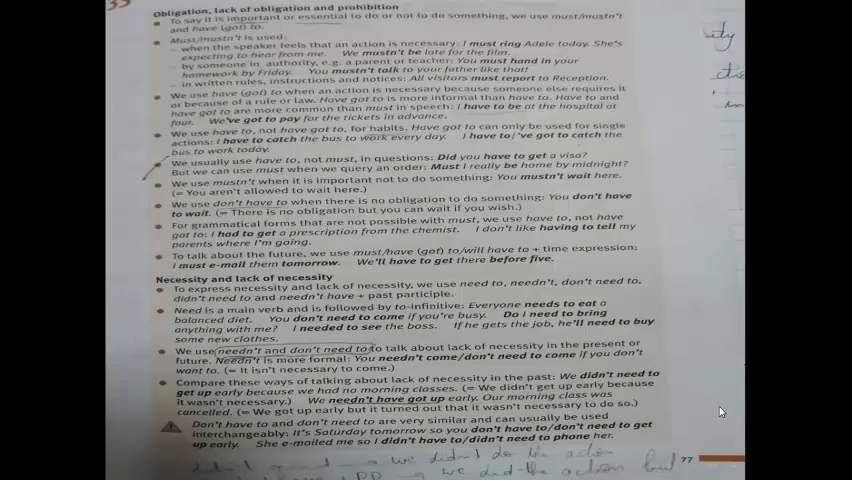 33
Obligation, lack of obligation and prohibition
• To say it is important or essential to do or not to do something, we use must/mustn't
and have (got) to.
• Must/mustn't is used:
– when the speaker feels that an action is necessary: I must ring Adele today. She's
expecting to hear from me. We mustn't be late for the film.
– by someone in authority, e.g. a parent or teacher: You must hand in your
homework by Friday. You mustn't talk to your father like that!
– in written rules, instructions and notices: All visitors must report to Reception.
• We use have (got) to when an action is necessary because someone else requires it
or because of a rule or law. Have got to is more informal than have to. Have to and
have got to are more common than must in speech: I have to be at the hospital at
four. We've got to pay for the tickets in advance.
• We use have to, not have got to, for habits. Have got to can only be used for single
actions: I have to catch the bus to work every day. I have to/'ve got to catch the
bus to work today.
• We usually use have to, not must, in questions: Did you have to get a visa?
But we can use must when we query an order: Must I really be home by midnight?
• We use mustn't when it is important not to do something: You mustn't wait here.
(= You aren't allowed to wait here.)
• We use don't have to when there is no obligation to do something: You don't have
to wait. (= There is no obligation but you can wait if you wish.)
• For grammatical forms that are not possible with must, we use have to, not have
got to: I had to get a prescription from the chemist. I don't like having to tell my
parents where I'm going.
• To talk about the future, we use must/have (got) to/will have to + time expression:
I must e-mail them tomorrow. We'll have to get there before five.
Necessity and lack of necessity
• To express necessity and lack of necessity, we use need to, needn't, don't need to,
didn't need to and needn't have + past participle.
• Need is a main verb and is followed by to-infinitive: Everyone needs to eat a
balanced diet. You don't need to come if you're busy. Do I need to bring
anything with me? I needed to see the boss. If he gets the job, he'll need to buy
some new clothes.
• We use needn't and don't need to to talk about lack of necessity in the present or
future. Needn't is more formal: You needn't come/don't need to come if you don't
want to. (= It isn't necessary to come.)
• Compare these ways of talking about lack of necessity in the past: We didn't need to
get up early because we had no morning classes. (= We didn't get up early because
it wasn't necessary.) We needn't have got up early. Our morning class was
cancelled. (= We got up early but it turned out that it wasn't necessary to do so.)
Don't have to and don't need to are very similar and can usually be used
interchangeably: It's Saturday tomorrow so you don't have to/don't need to get
up early. She e-mailed me so I didn't have to/didn't need to phone her.
we didn't do the action
PP we did the action but
77